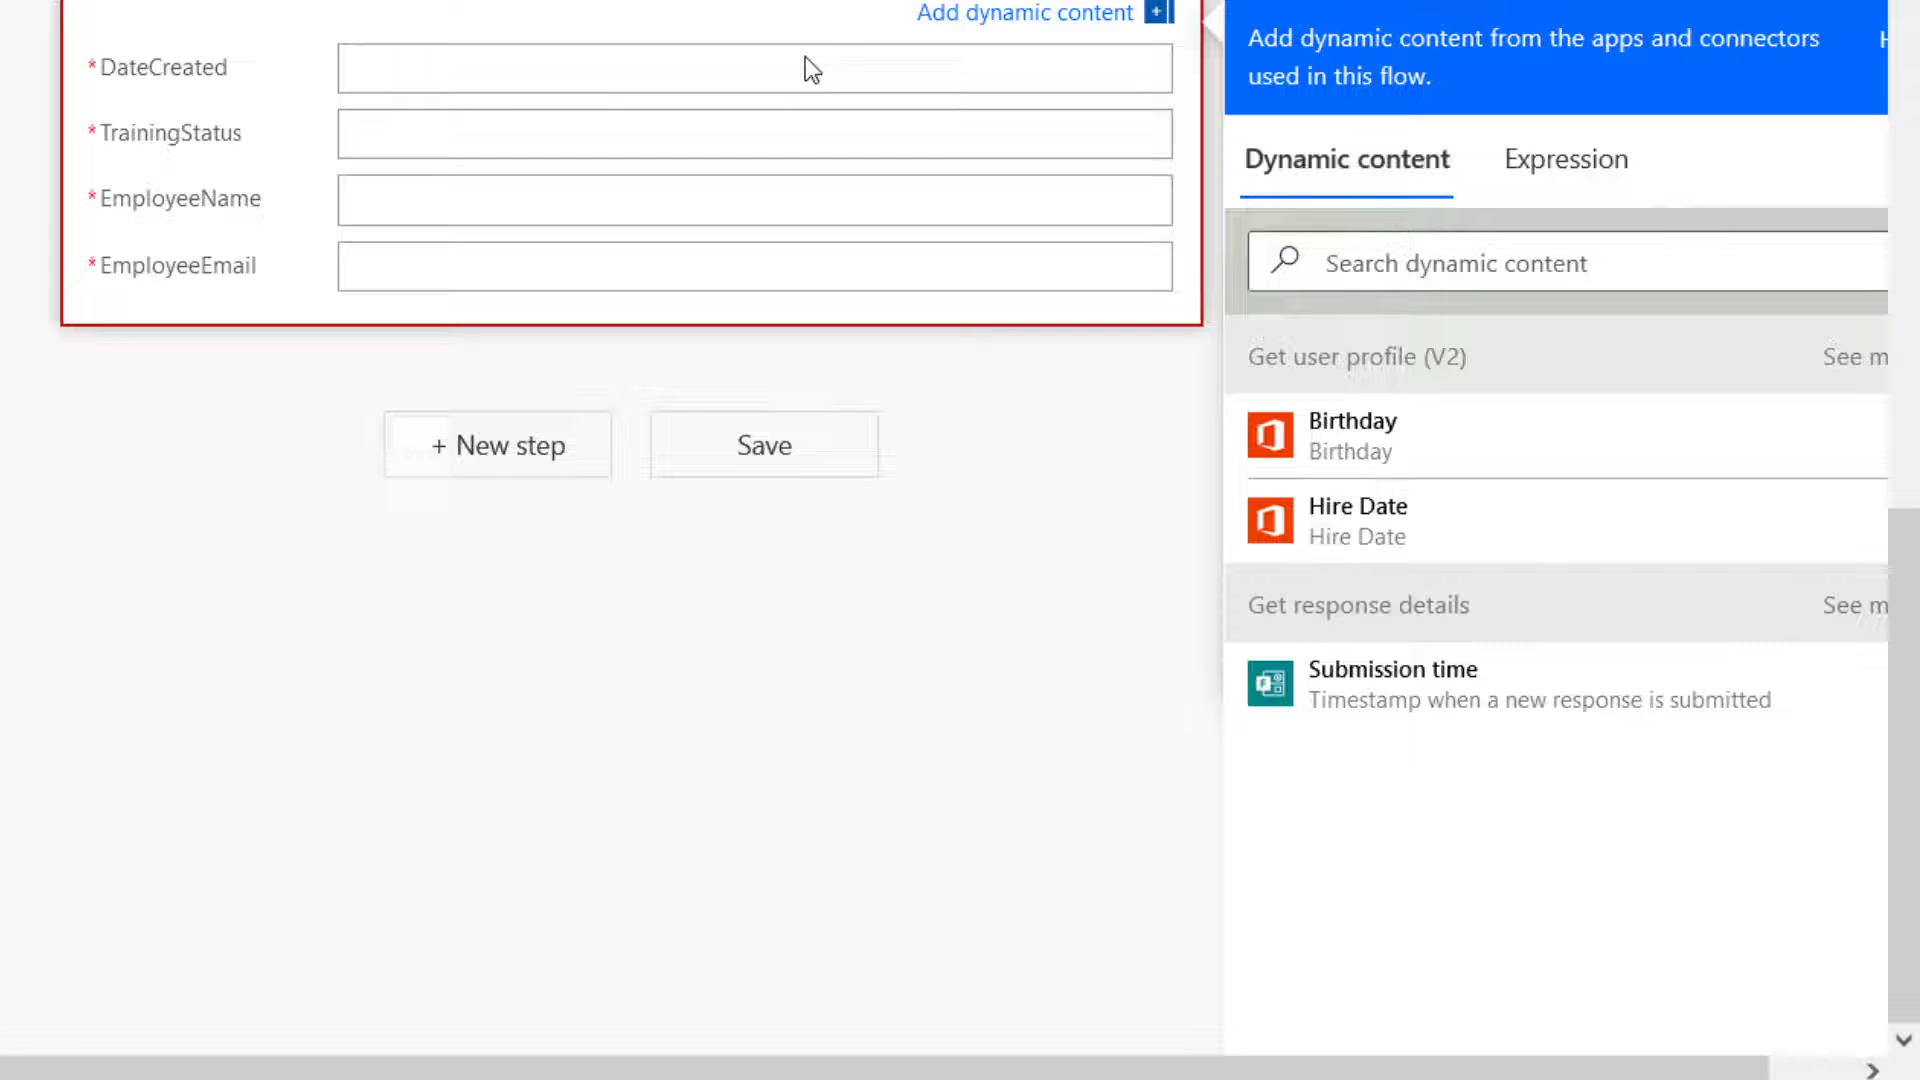 Add dynamic content
*DateCreated
*TrainingStatus
*EmployeeName
*EmployeeEmail
+ New step
Save
Add dynamic content from the apps and connectors
used in this flow.
Dynamic content
Expression
Search dynamic content
Get user profile (V2)
See m
Birthday
Birthday
Hire Date
Hire Date
Get response details
See m
Submission time
Timestamp when a new response is submitted